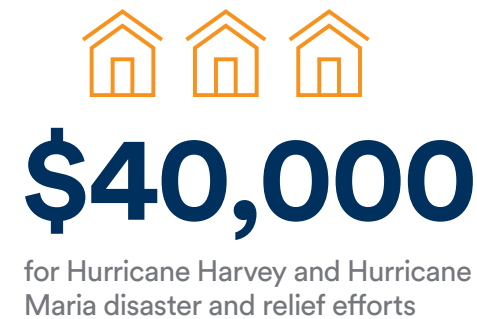 $40,000
for Hurricane Harvey and Hurricane
Maria disaster and relief efforts